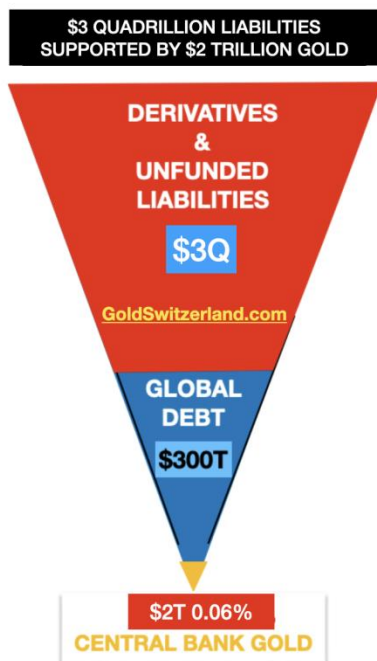 $3 QUADRILLION LIABILITIES
SUPPORTED BY $2 TRILLION GOLD
DERIVATIVES
&
UNFUNDED
LIABILITIES
$3Q
GoldSwitzerland.com
GLOBAL
DEBT
$300T
$2T 0.06%
CENTRAL BANK GOLD